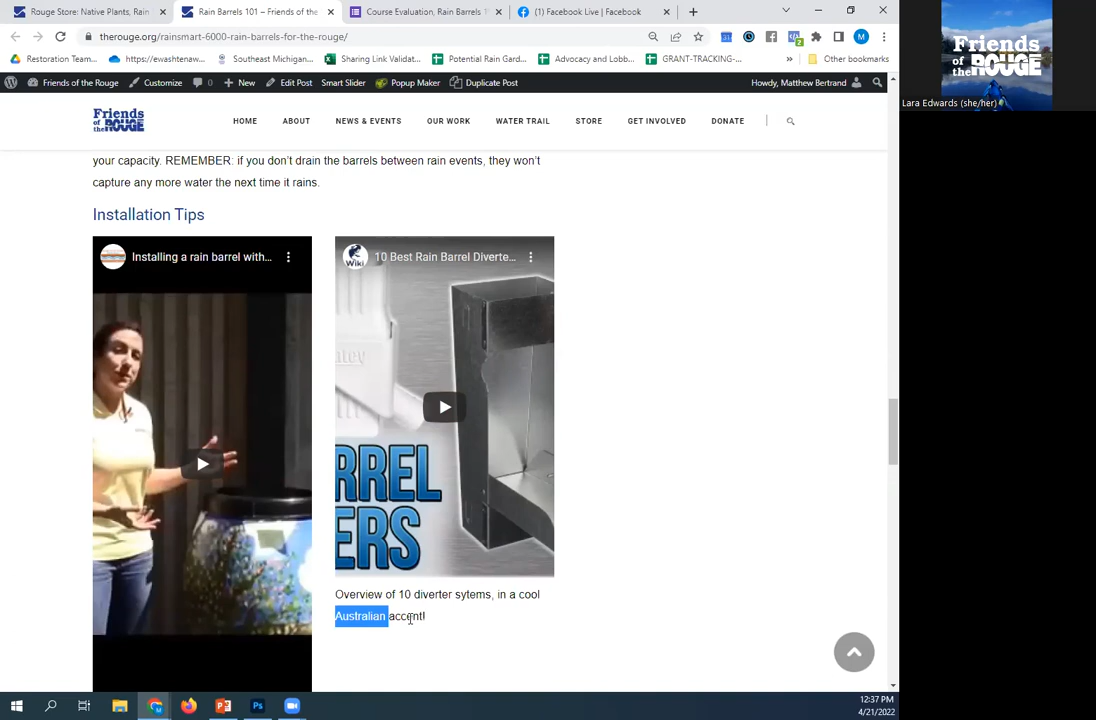 Rouge Store: Native Plants, Rain
Rain Barrels 101 – Friends of the
Course Evaluation, Rain Barrels 1
(1) Facebook Live | Facebook
therouge.org/rainsmart-6000-rain-barrels-for-the-rouge/
Restoration Team...
https://ewashtenaw...
Southeast Michigan...
Sharing Link Validat...
Potential Rain Gard...
Advocacy and Lobb...
GRANT-TRACKING-...
Other bookmarks
Friends of the Rouge
Customize
0
New
Edit Post
Smart Slider
Popup Maker
Duplicate Post
Howdy, Matthew Bertrand
Friends
of
the ROUGE
HOME
ABOUT
NEWS & EVENTS
OUR WORK
WATER TRAIL
STORE
GET INVOLVED
DONATE
your capacity. REMEMBER: if you don't drain the barrels between rain events, they won't
capture any more water the next time it rains.
Installation Tips
Installing a rain barrel with...
Wiki
10 Best Rain Barrel Diverte...
RREL
ERS
Overview of 10 diverter sytems, in a cool
Australian accent!
Friends
of
the ROUGE
Lara Edwards (she/her)
12:37 PM
4/21/2022